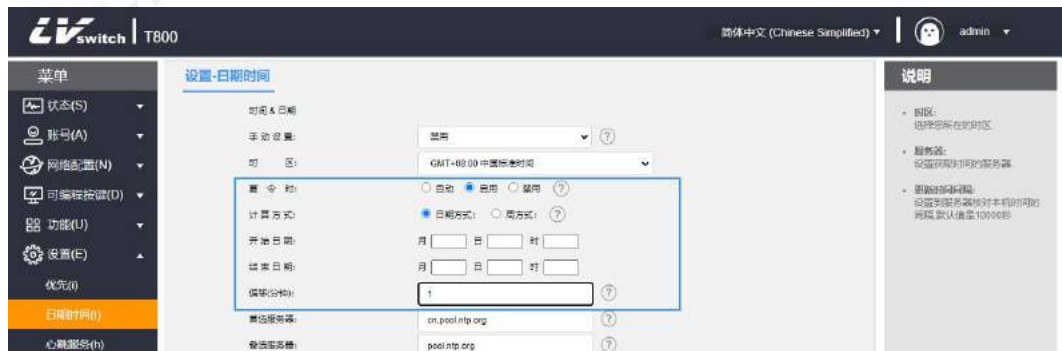 LVswitch | T800
简体中文 (Chinese Simplified)
admin
菜单
设置-日期时间
说明
状态(S)
账号(A)
网络配置(N)
可编程按键(D)
功能(U)
设置(E)
优先(I)
日期时间(I)
心跳服务(h)
时间 & 日期
手动设置: 禁用 ?
时 区: GMT+08:00 中国标准时间
夏令时: 自动 启用 禁用 ?
计算方式: 日期方式: 周方式: ?
开始日期: 月 日 时
结束日期: 月 日 时
偏移(分钟): 1 ?
首选服务器: cn.pool.ntp.org ?
备选服务器: pool.ntp.org ?
• 时区:
选择您所在的时区
• 服务器:
设置获取时间的服务器
• 更新时间间隔:
设置到服务器校对本机时间的
间隔,默认值是1000秒